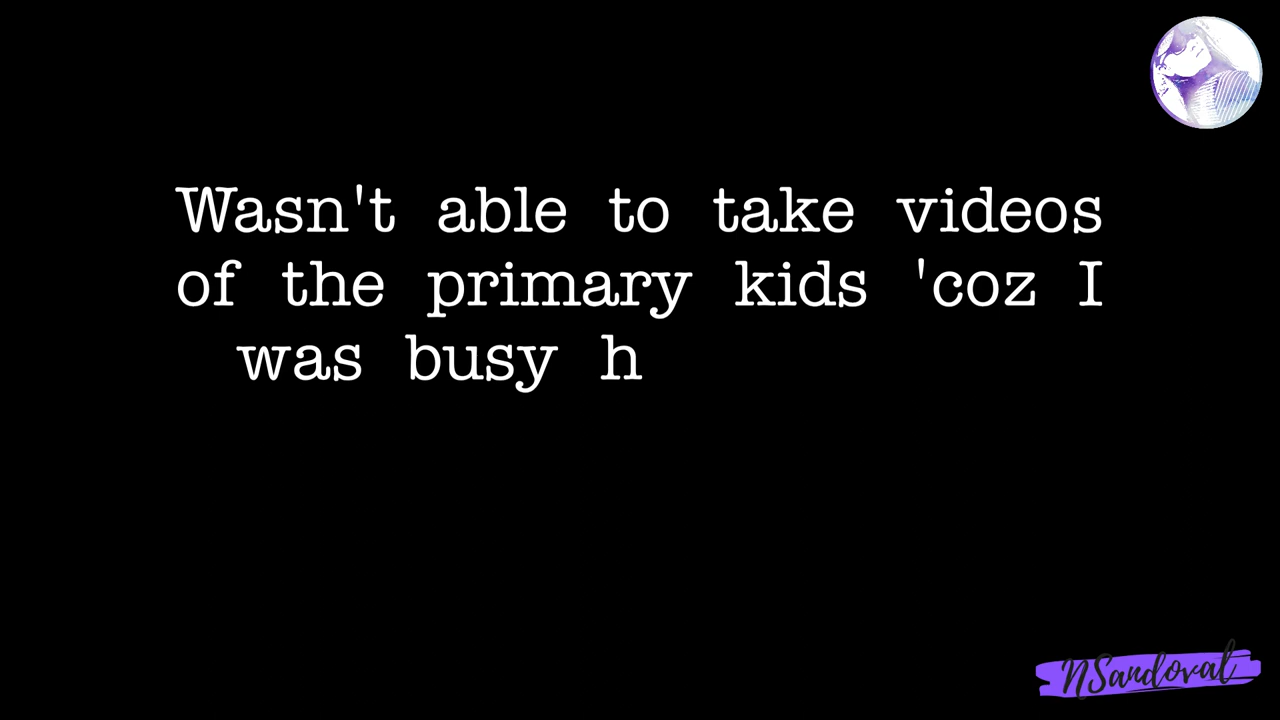 Wasn't able to take videos
of the primary kids 'coz I
was busy h
NSandoval